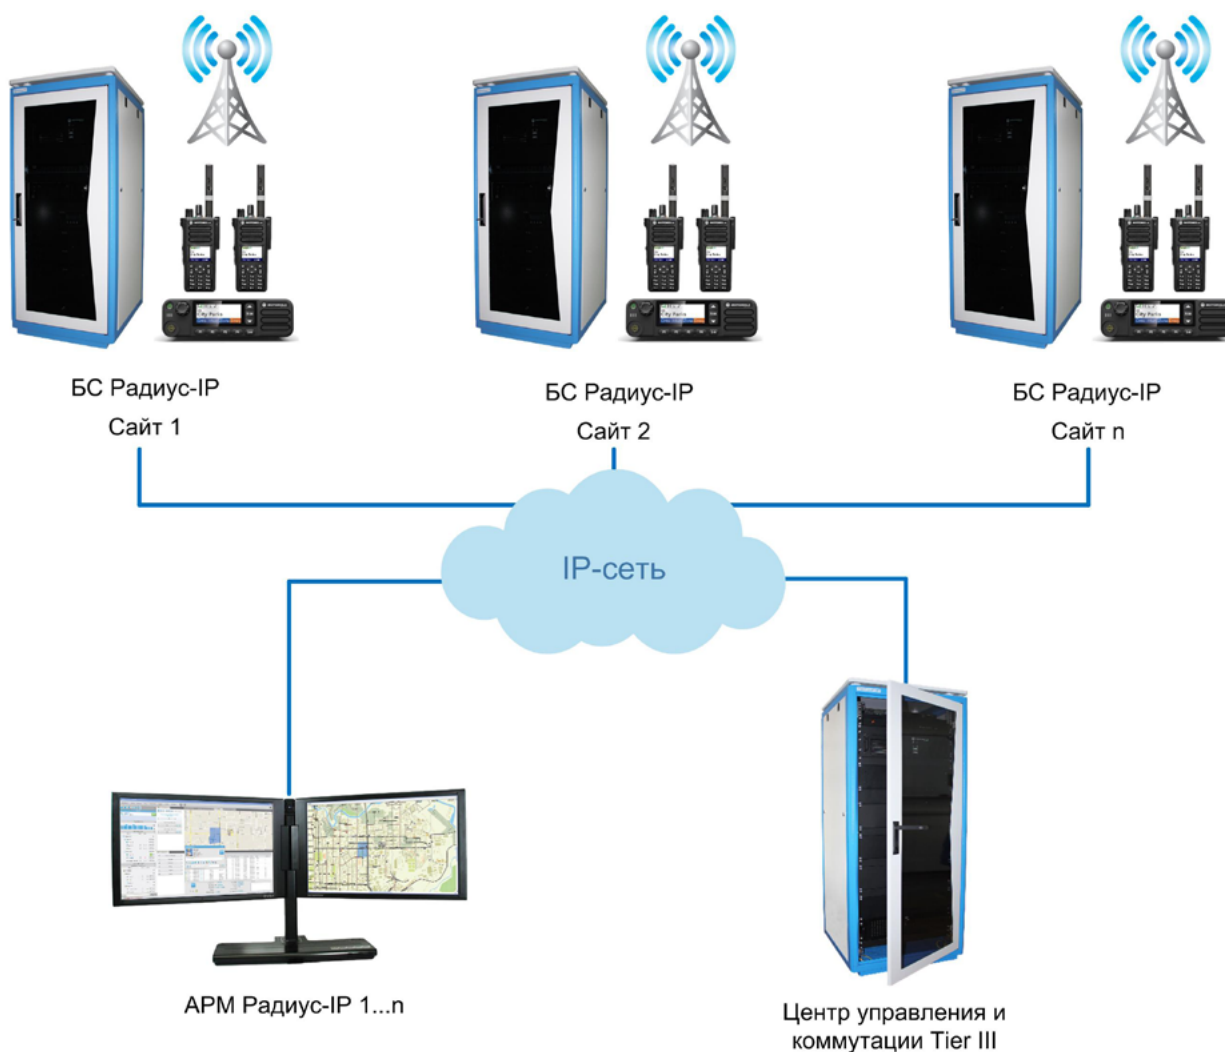 БС Радиус-IP
Сайт 1
БС Радиус-IP
Сайт 2
БС Радиус-IP
Сайт n
IP-сеть
АРМ Радиус-IP 1...n
Центр управления и
коммутации Tier III